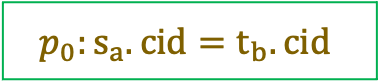 p₀: sₐ. cid = t_b. cid